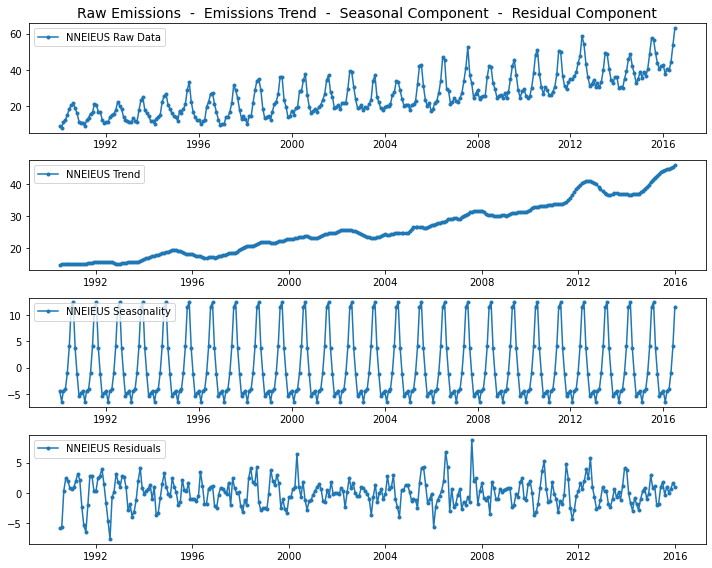 Raw Emissions - Emissions Trend - Seasonal Component - Residual Component
60
40
20
NNEIEUS Raw Data
1992 1996 2000 2004 2008 2012 2016
40
30
20
NNEIEUS Trend
1992 1996 2000 2004 2008 2012 2016
10
5
0
−5
NNEIEUS Seasonality
1992 1996 2000 2004 2008 2012 2016
5
0
−5
NNEIEUS Residuals
1992 1996 2000 2004 2008 2012 2016